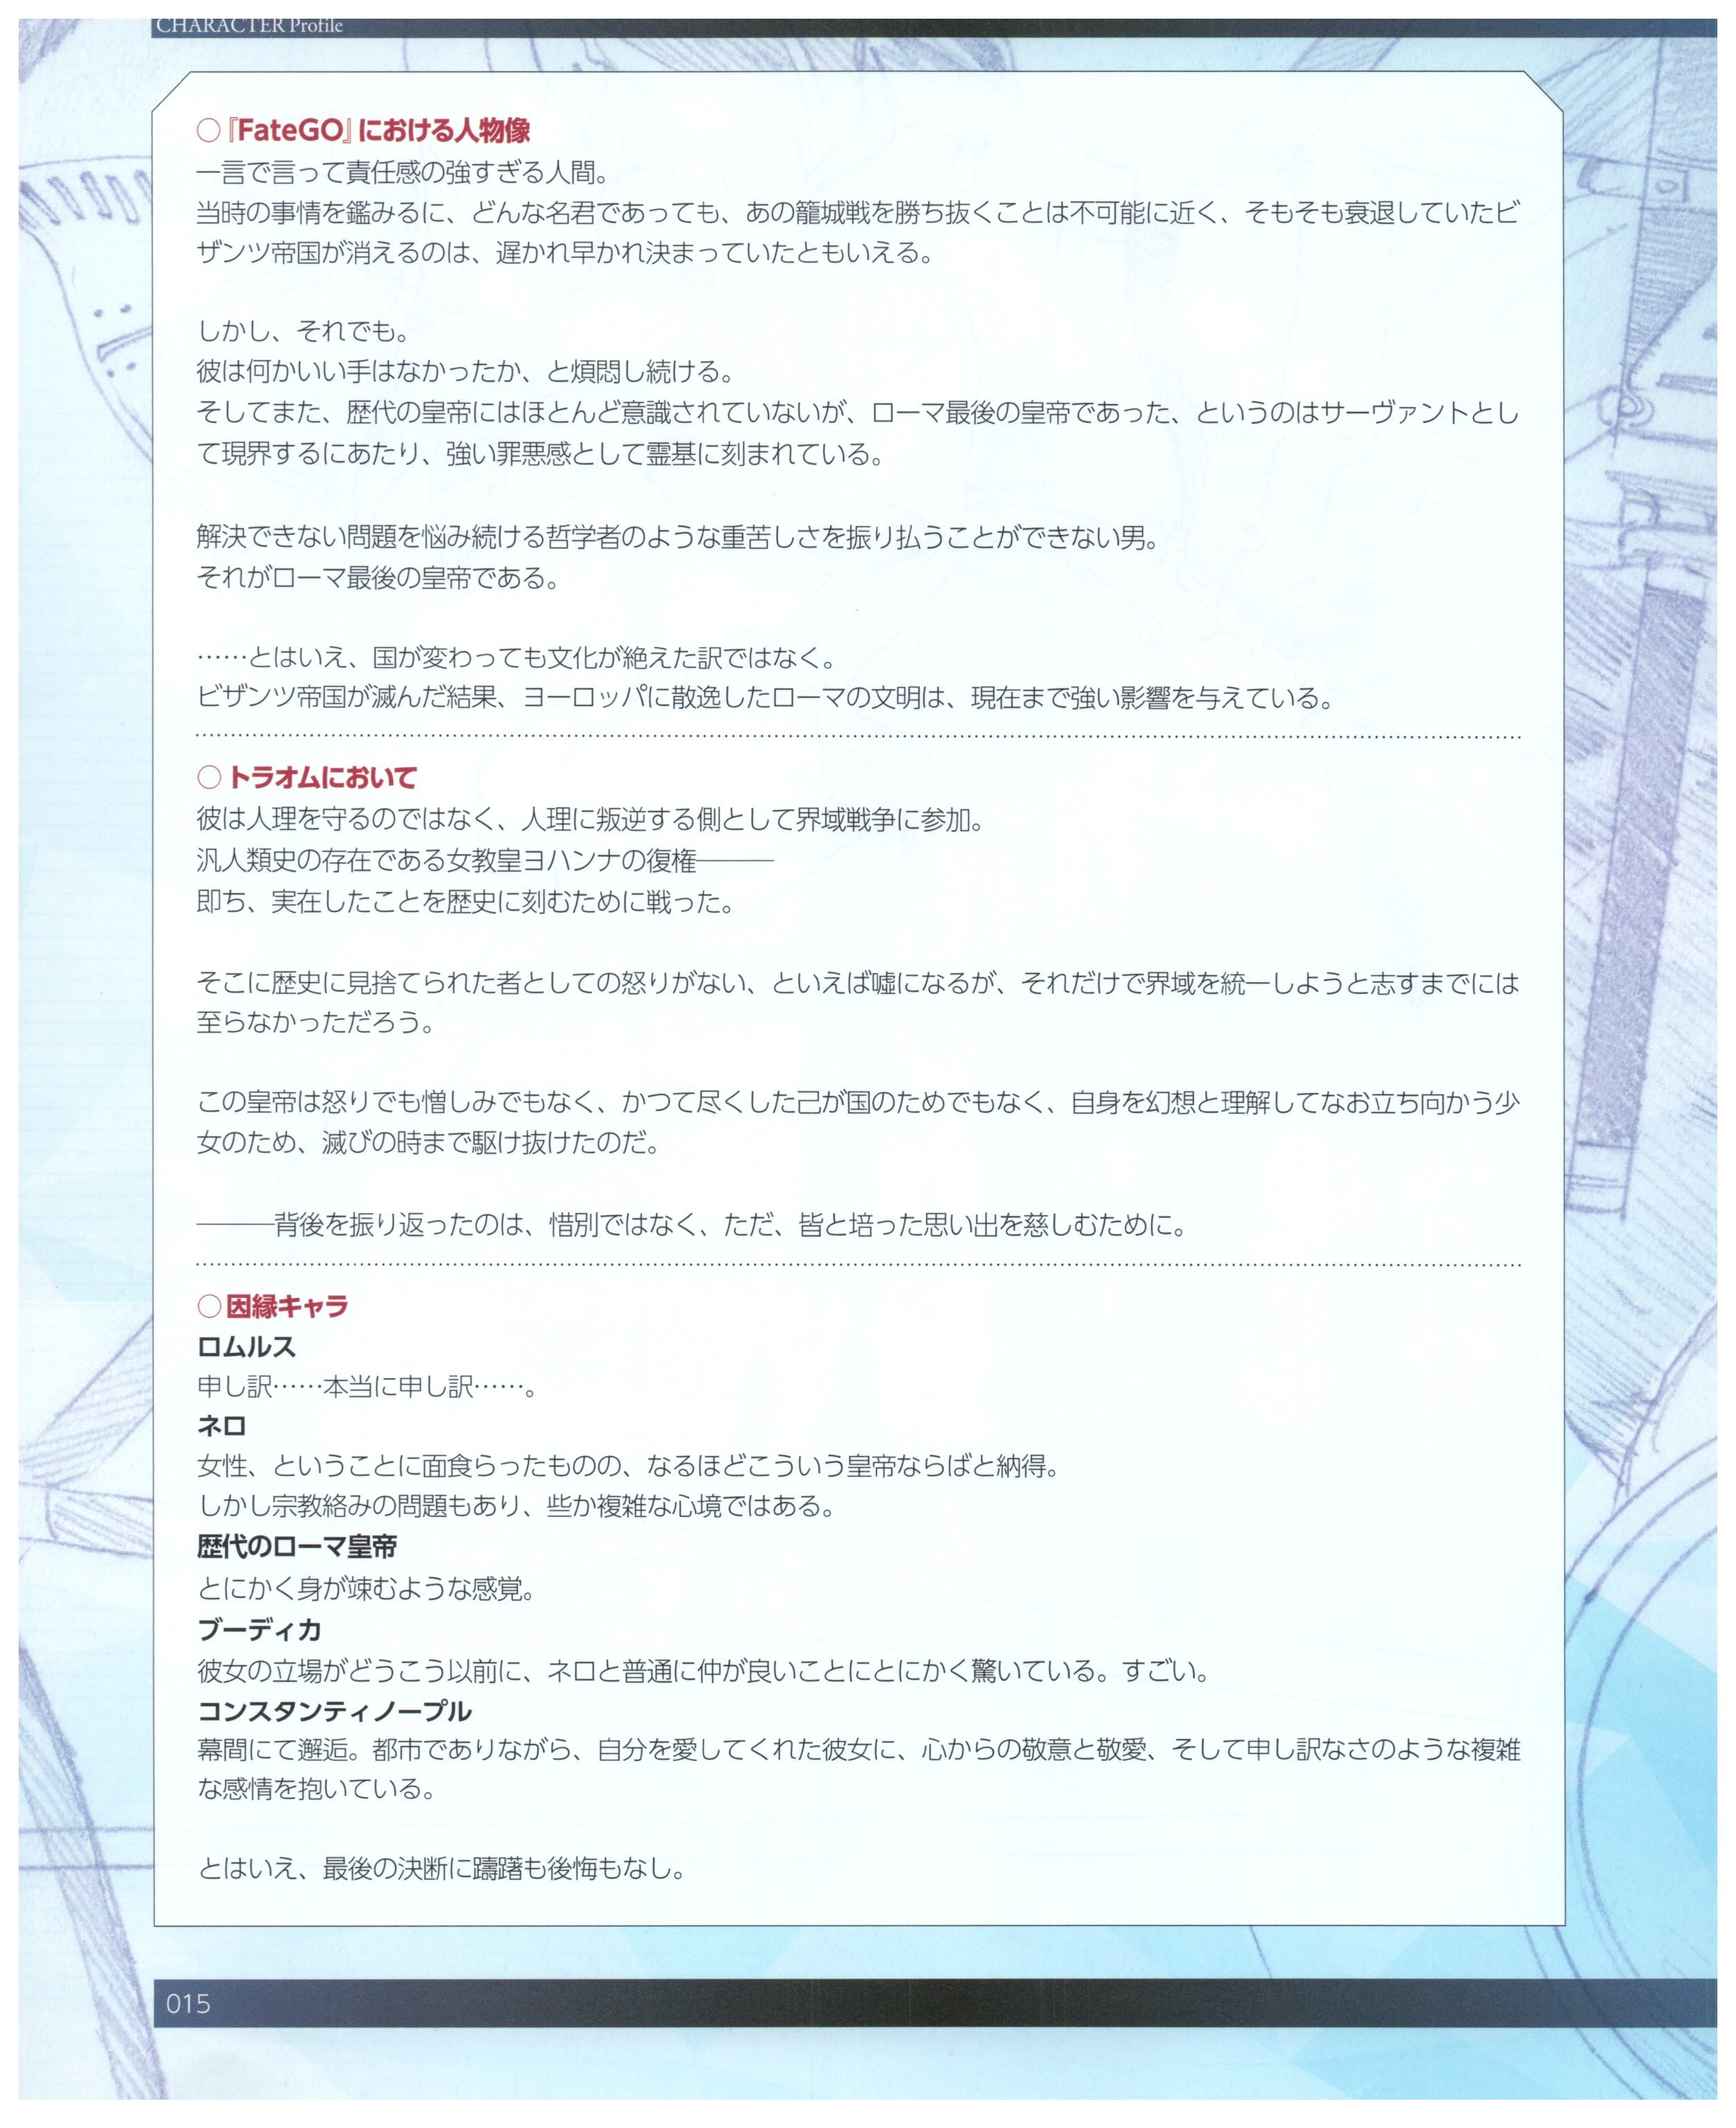 CHARACTER Profile
○『FateGO』における人物像
一言で言って責任感の強すぎる人間。
当時の事情を鑑みるに、どんな名君であっても、あの籠城戦を勝ち抜くことは不可能に近く、そもそも衰退していたビ
ザンツ帝国が消えるのは、遅かれ早かれ決まっていたともいえる。
しかし、それでも。
彼は何かいい手はなかったか、と煩悶し続ける。
そしてまた、歴代の皇帝にはほとんど意識されていないが、ローマ最後の皇帝であった、というのはサーヴァントとし
て現界するにあたり、強い罪悪感として霊基に刻まれている。
解決できない問題を悩み続ける哲学者のような重苦しさを振り払うことができない男。
それがローマ最後の皇帝である。
……とはいえ、国が変わっても文化が絶えた訳ではなく。
ビザンツ帝国が滅んだ結果、ヨーロッパに散逸したローマの文明は、現在まで強い影響を与えている。
○トラオムにおいて
彼は人理を守るのではなく、人理に叛逆する側として界域戦争に参加。
汎人類史の存在である女教皇ヨハンナの復権───
即ち、実在したことを歴史に刻むために戦った。
そこに歴史に見捨てられた者としての怒りがない、といえば嘘になるが、それだけで界域を統一しようと志すまでには
至らなかっただろう。
この皇帝は怒りでも憎しみでもなく、かつて尽くした己が国のためでもなく、自身を幻想と理解してなお立ち向かう少
女のため、滅びの時まで駆け抜けたのだ。
───背後を振り返ったのは、惜別ではなく、ただ、皆と培った思い出を慈しむために。
○因縁キャラ
ロムルス
申し訳……本当に申し訳……。
ネロ
女性、ということに面食らったものの、なるほどこういう皇帝ならばと納得。
しかし宗教絡みの問題もあり、些か複雑な心境ではある。
歴代のローマ皇帝
とにかく身が竦むような感覚。
ブーディカ
彼女の立場がどうこう以前に、ネロと普通に仲が良いことにとにかく驚いている。すごい。
コンスタンティノープル
幕間にて邂逅。都市でありながら、自分を愛してくれた彼女に、心からの敬意と敬愛、そして申し訳なさのような複雑
な感情を抱いている。
とはいえ、最後の決断に躊躇も後悔もなし。
015